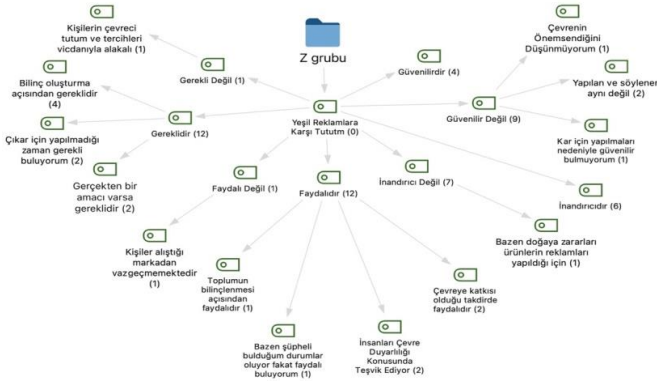 Kişilerin çevreci
tutum ve tercihleri
vicdanıyla alakalı (1)
Z grubu
Çevrenin
Önemsendiğini
Düşünmüyorum (1)
Gerekli Değil (1)
Güvenilirdir (4)
Bilinç oluşturma
açısından gereklidir
(4)
Yapılan ve söylenen
aynı değil (2)
Gereklidir (12)
Yeşil Reklamlara
Karşı Tututm (0)
Güvenilir Değil (9)
Çıkar için yapılmadığı
zaman gerekli
buluyorum (2)
Kar için yapılmaları
nedeniyle güvenilir
bulmuyorum (1)
Gerçekten bir
amacı varsa
gereklidir (2)
Faydalı Değil (1)
Faydalıdır (12)
İnandırıcı Değil (7)
İnandırıcıdır (6)
Kişiler alıştığı
markadan
vazgeçmemektedir
(1)
Toplumun
bilinçlenmesi
açısından
faydalıdır (1)
Bazen şüpheli
bulduğum durumlar
oluyor fakat faydalı
buluyorum (1)
İnsanları Çevre
Duyarlılığı
Konusunda
Teşvik Ediyor (2)
Çevreye katkısı
olduğu takdirde
faydalıdır (2)
Bazen doğaya zararları
ürünlerin reklamları
yapıldığı için (1)